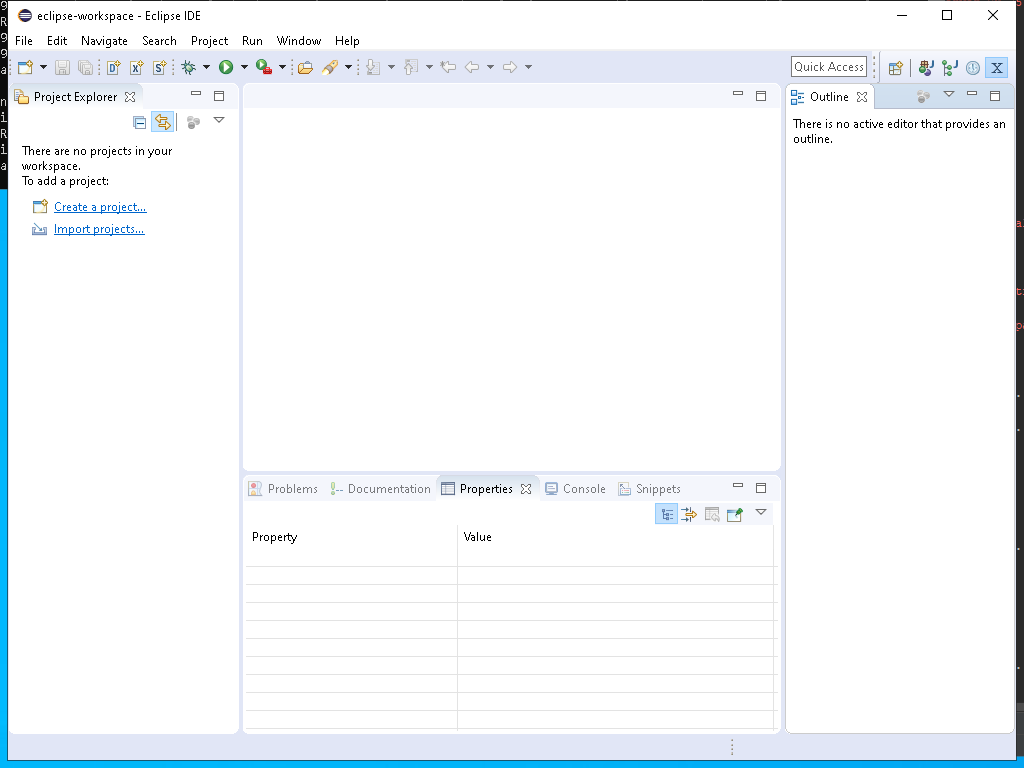 eclipse-workspace - Eclipse IDE
File Edit Navigate Search Project Run Window Help
Quick Access
Project Explorer
There are no projects in your
workspace.
To add a project:
Create a project...
Import projects...
Outline
There is no active editor that provides an
outline.
Problems Documentation Properties Console Snippets
Property Value